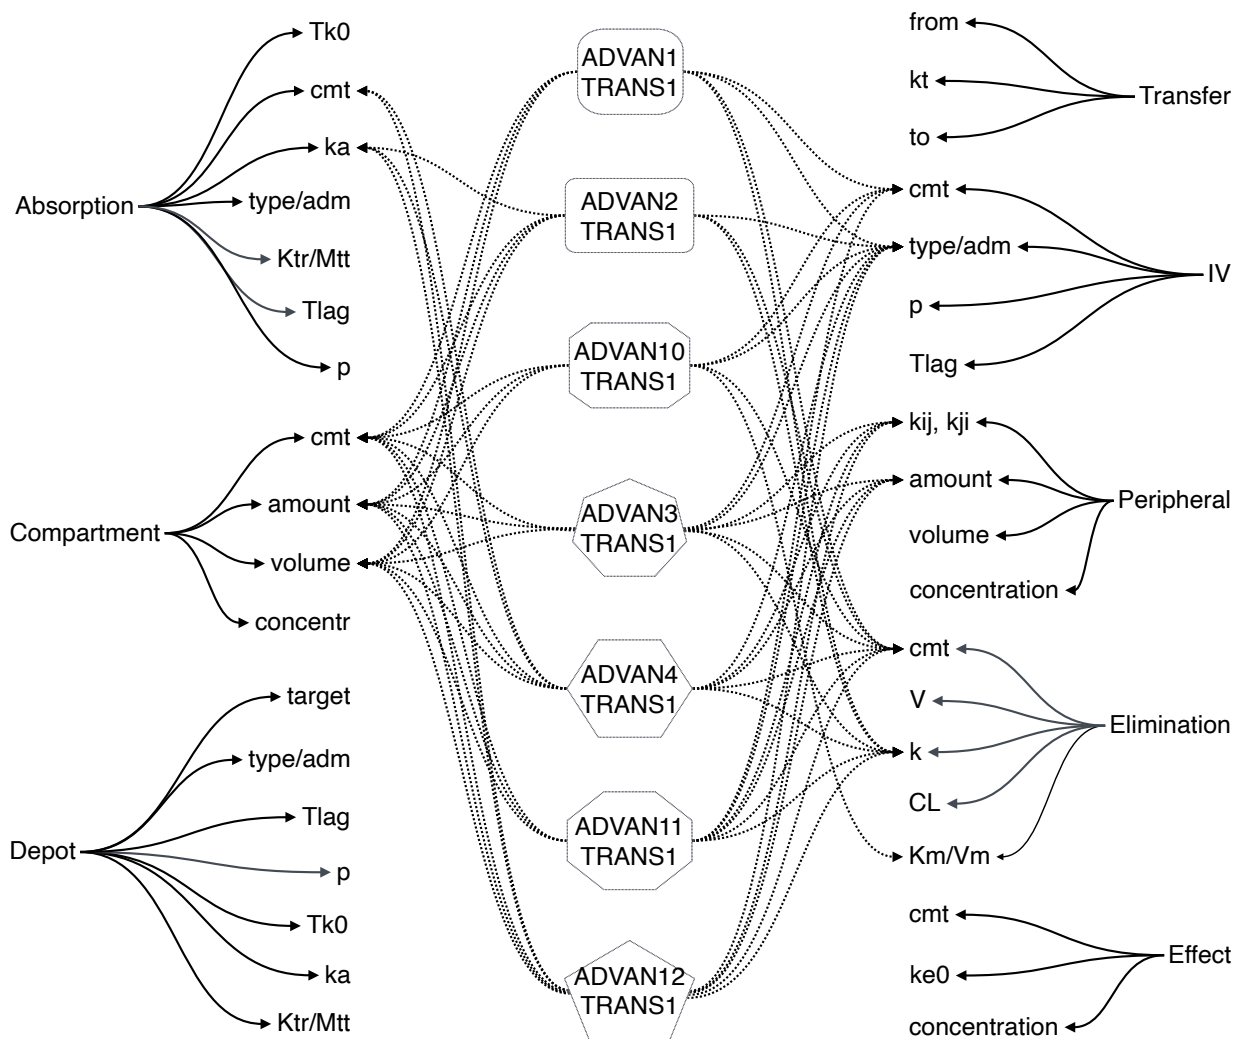 Absorption
Tk0
cmt
ka
type/adm
Ktr/Mtt
Tlag
p
Compartment
cmt
amount
volume
concentr
Depot
target
type/adm
Tlag
p
Tk0
ka
Ktr/Mtt
ADVAN1
TRANS1
ADVAN2
TRANS1
ADVAN10
TRANS1
ADVAN3
TRANS1
ADVAN4
TRANS1
ADVAN11
TRANS1
ADVAN12
TRANS1
from
kt
to
Transfer
cmt
type/adm
p
Tlag
IV
kij, kji
amount
volume
concentration
Peripheral
cmt
V
k
CL
Km/Vm
Elimination
cmt
ke0
concentration
Effect